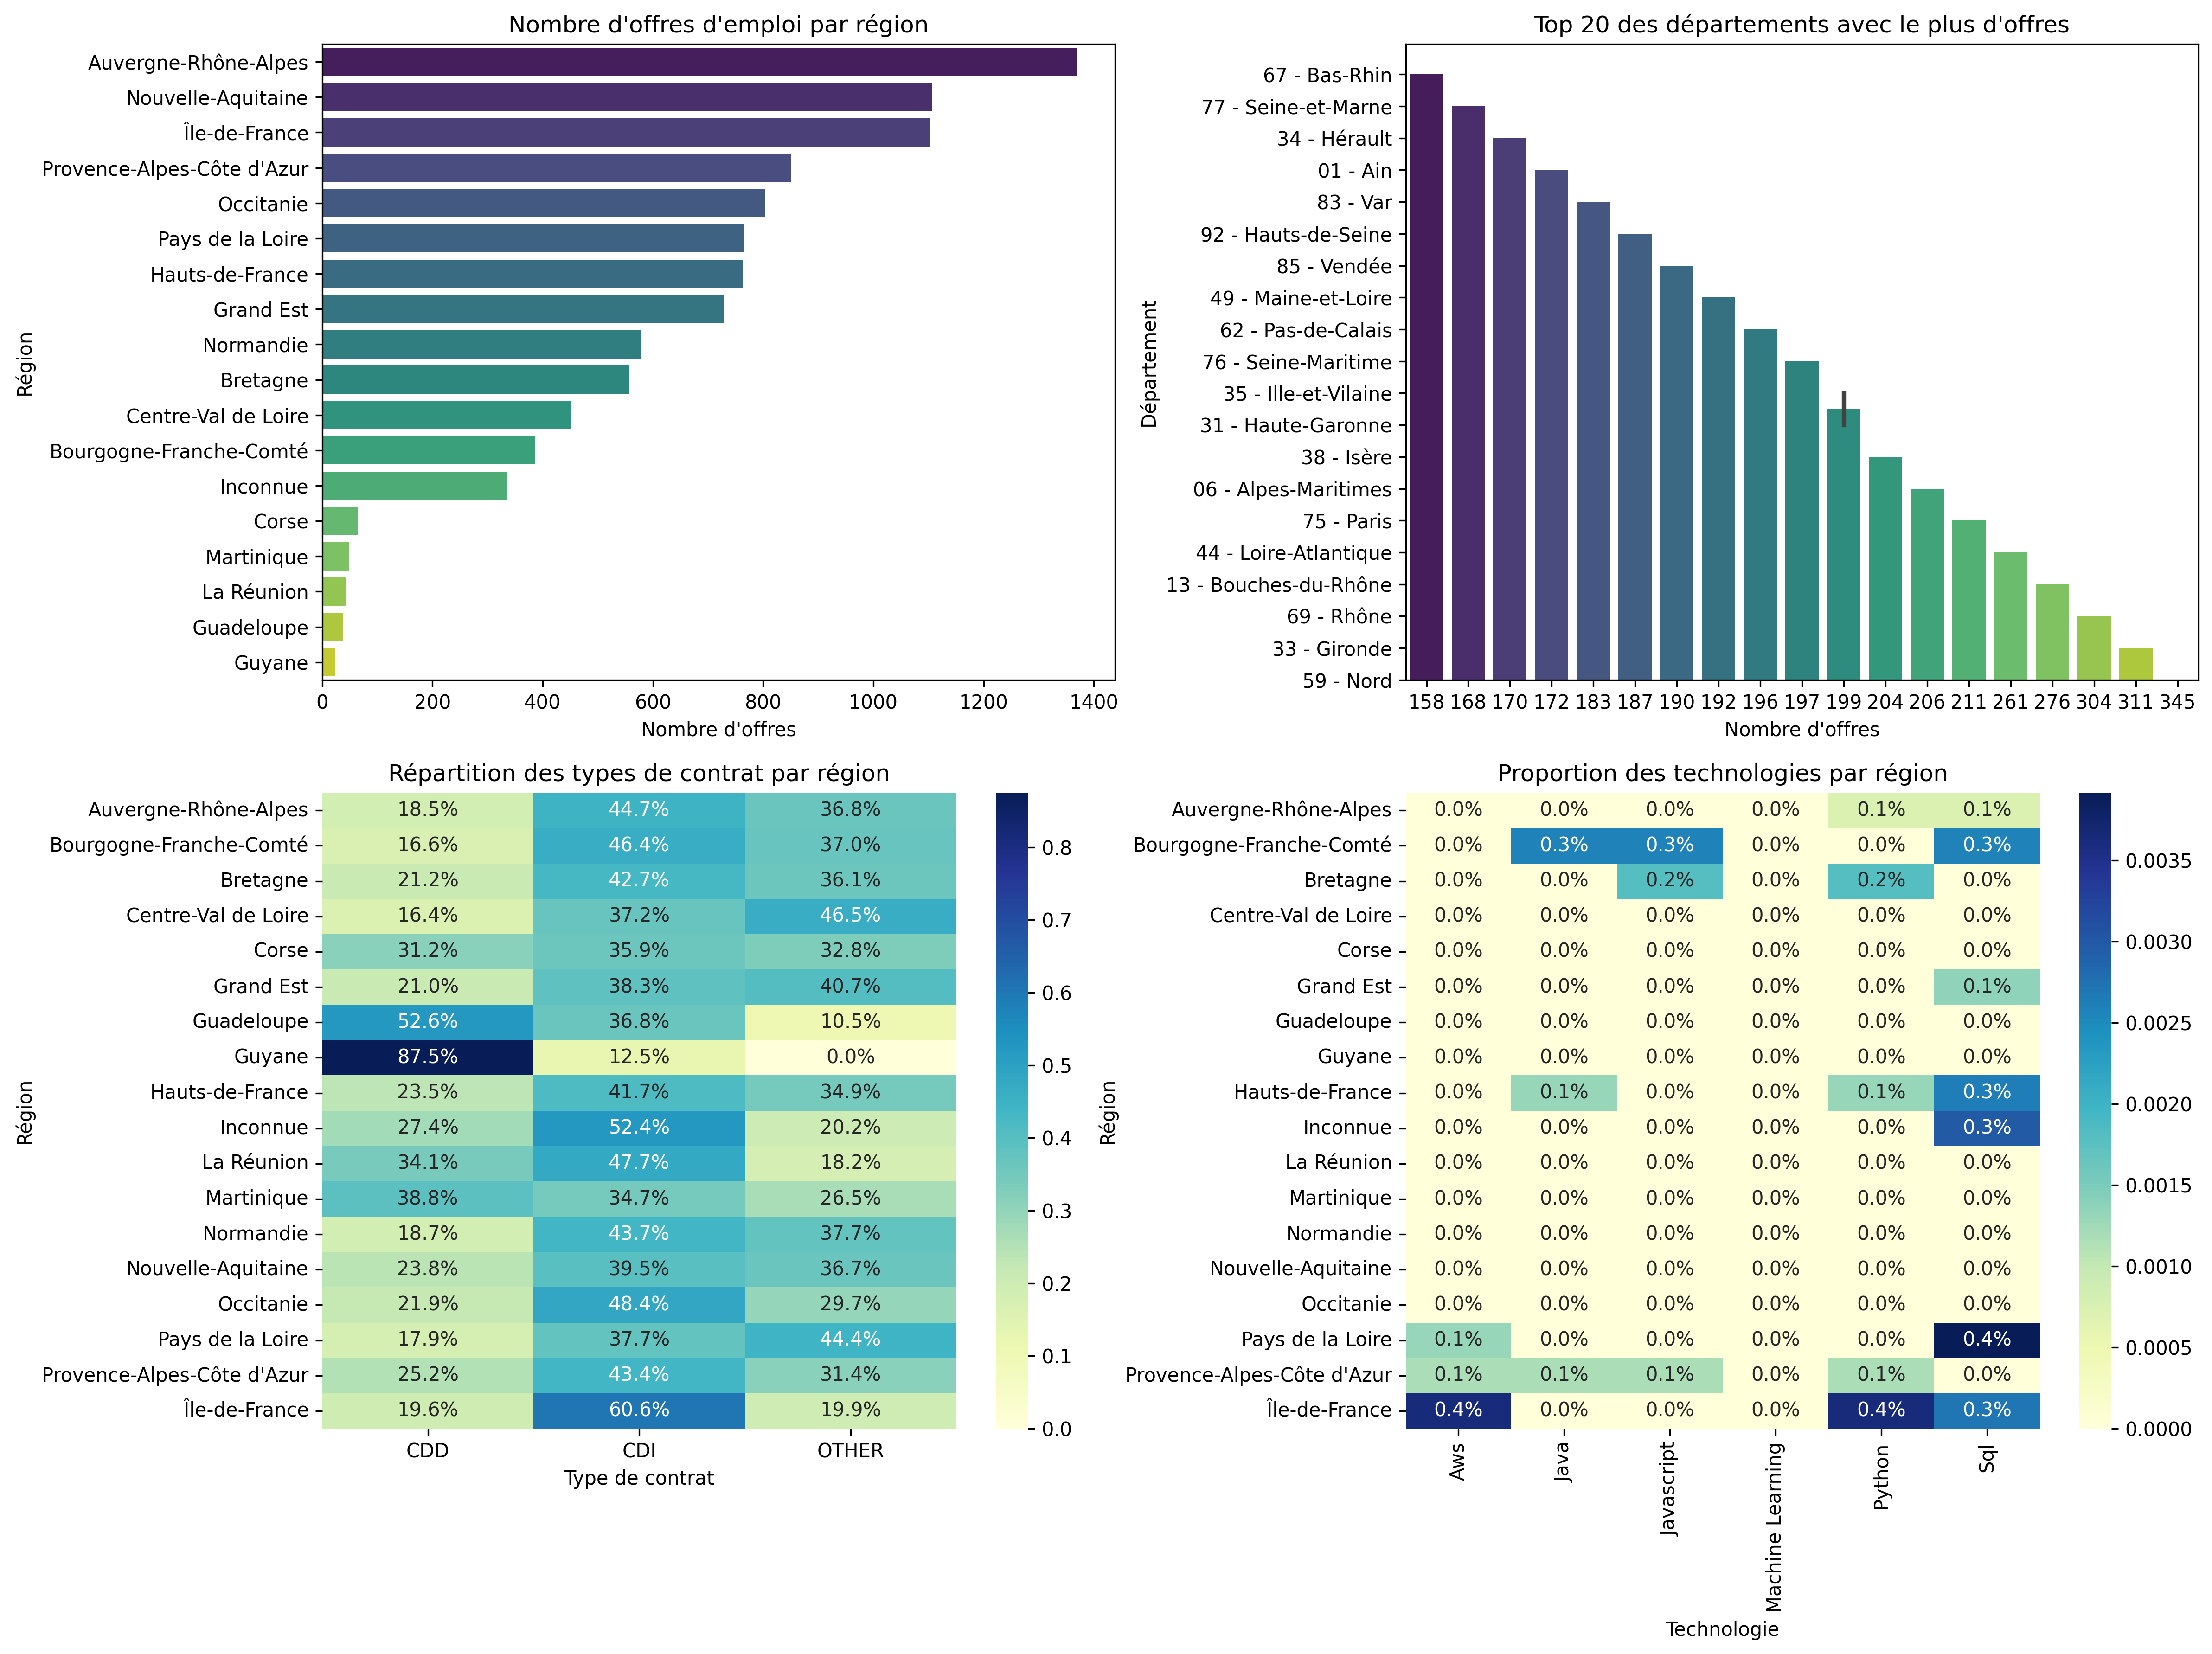 Nombre d'offres d'emploi par région
Région
Auvergne-Rhône-Alpes
Nouvelle-Aquitaine
Île-de-France
Provence-Alpes-Côte d'Azur
Occitanie
Pays de la Loire
Hauts-de-France
Grand Est
Normandie
Bretagne
Centre-Val de Loire
Bourgogne-Franche-Comté
Inconnue
Corse
Martinique
La Réunion
Guadeloupe
Guyane
0 200 400 600 800 1000 1200 1400
Nombre d'offres
Top 20 des départements avec le plus d'offres
Département
67 - Bas-Rhin
77 - Seine-et-Marne
34 - Hérault
01 - Ain
83 - Var
92 - Hauts-de-Seine
85 - Vendée
49 - Maine-et-Loire
62 - Pas-de-Calais
76 - Seine-Maritime
35 - Ille-et-Vilaine
31 - Haute-Garonne
38 - Isère
06 - Alpes-Maritimes
75 - Paris
44 - Loire-Atlantique
13 - Bouches-du-Rhône
69 - Rhône
33 - Gironde
59 - Nord
158 168 170 172 183 187 190 192 196 197 199 204 206 211 261 276 304 311 345
Nombre d'offres
Répartition des types de contrat par région
Région
Auvergne-Rhône-Alpes 18.5% 44.7% 36.8%
Bourgogne-Franche-Comté 16.6% 46.4% 37.0%
Bretagne 21.2% 42.7% 36.1%
Centre-Val de Loire 16.4% 37.2% 46.5%
Corse 31.2% 35.9% 32.8%
Grand Est 21.0% 38.3% 40.7%
Guadeloupe 52.6% 36.8% 10.5%
Guyane 87.5% 12.5% 0.0%
Hauts-de-France 23.5% 41.7% 34.9%
Inconnue 27.4% 52.4% 20.2%
La Réunion 34.1% 47.7% 18.2%
Martinique 38.8% 34.7% 26.5%
Normandie 18.7% 43.7% 37.7%
Nouvelle-Aquitaine 23.8% 39.5% 36.7%
Occitanie 21.9% 48.4% 29.7%
Pays de la Loire 17.9% 37.7% 44.4%
Provence-Alpes-Côte d'Azur 25.2% 43.4% 31.4%
Île-de-France 19.6% 60.6% 19.9%
CDD CDI OTHER
Type de contrat
0.8
0.7
0.6
0.5
0.4
0.3
0.2
0.1
0.0
Proportion des technologies par région
Région
Auvergne-Rhône-Alpes 0.0% 0.0% 0.0% 0.0% 0.1% 0.1%
Bourgogne-Franche-Comté 0.0% 0.3% 0.3% 0.0% 0.0% 0.3%
Bretagne 0.0% 0.0% 0.2% 0.0% 0.2% 0.0%
Centre-Val de Loire 0.0% 0.0% 0.0% 0.0% 0.0% 0.0%
Corse 0.0% 0.0% 0.0% 0.0% 0.0% 0.0%
Grand Est 0.0% 0.0% 0.0% 0.0% 0.0% 0.1%
Guadeloupe 0.0% 0.0% 0.0% 0.0% 0.0% 0.0%
Guyane 0.0% 0.0% 0.0% 0.0% 0.0% 0.0%
Hauts-de-France 0.0% 0.1% 0.0% 0.0% 0.1% 0.3%
Inconnue 0.0% 0.0% 0.0% 0.0% 0.0% 0.3%
La Réunion 0.0% 0.0% 0.0% 0.0% 0.0% 0.0%
Martinique 0.0% 0.0% 0.0% 0.0% 0.0% 0.0%
Normandie 0.0% 0.0% 0.0% 0.0% 0.0% 0.0%
Nouvelle-Aquitaine 0.0% 0.0% 0.0% 0.0% 0.0% 0.0%
Occitanie 0.0% 0.0% 0.0% 0.0% 0.0% 0.0%
Pays de la Loire 0.1% 0.0% 0.0% 0.0% 0.0% 0.4%
Provence-Alpes-Côte d'Azur 0.1% 0.1% 0.1% 0.0% 0.1% 0.0%
Île-de-France 0.4% 0.0% 0.0% 0.0% 0.4% 0.3%
Aws Java Javascript Machine Learning Python Sql
Technologie
0.0035
0.0030
0.0025
0.0020
0.0015
0.0010
0.0005
0.0000